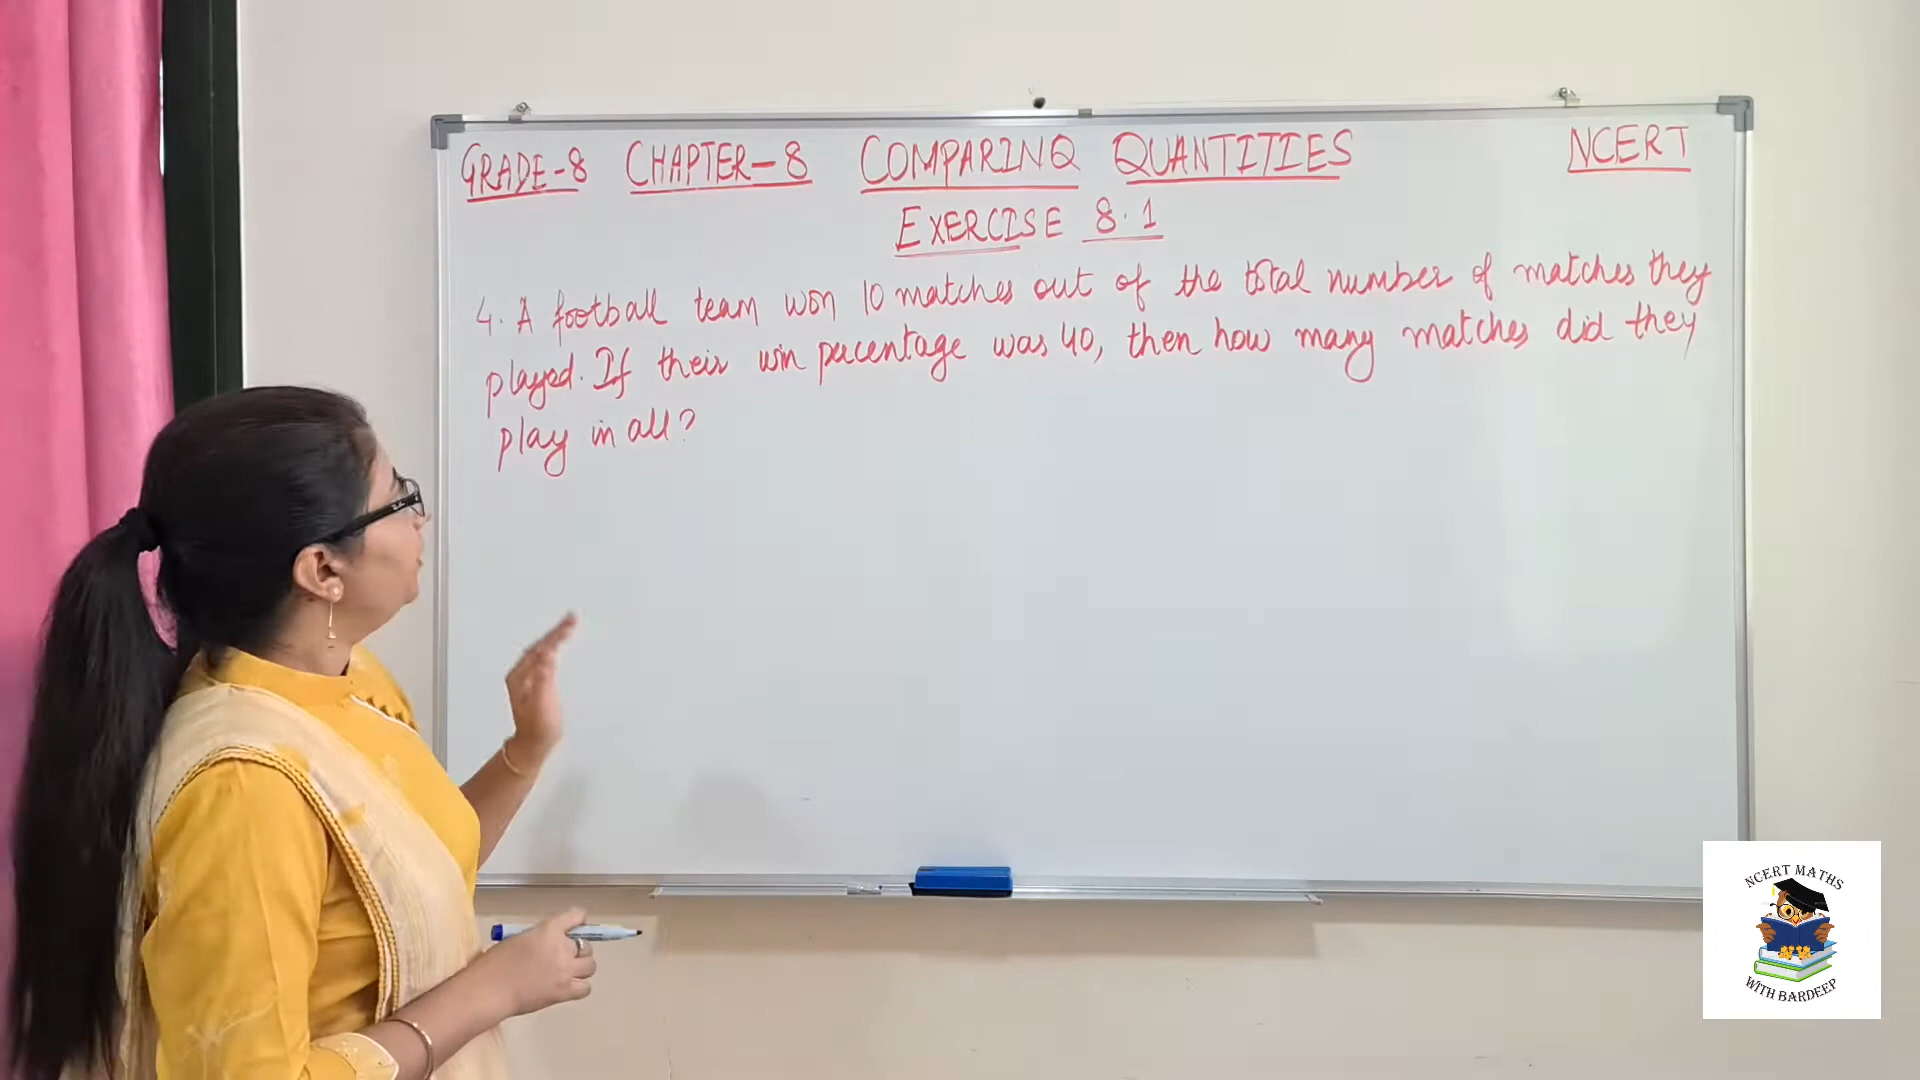 GRADE-8 CHAPTER-8 COMPARING QUANTITIES NCERT
EXERCISE 8.1
4. A football team won 10 matches out of the total number of matches they
played. If their win pecentage was 40, then how many matches did they
play in all?
NCERT MATHS
WITH BARDEEP